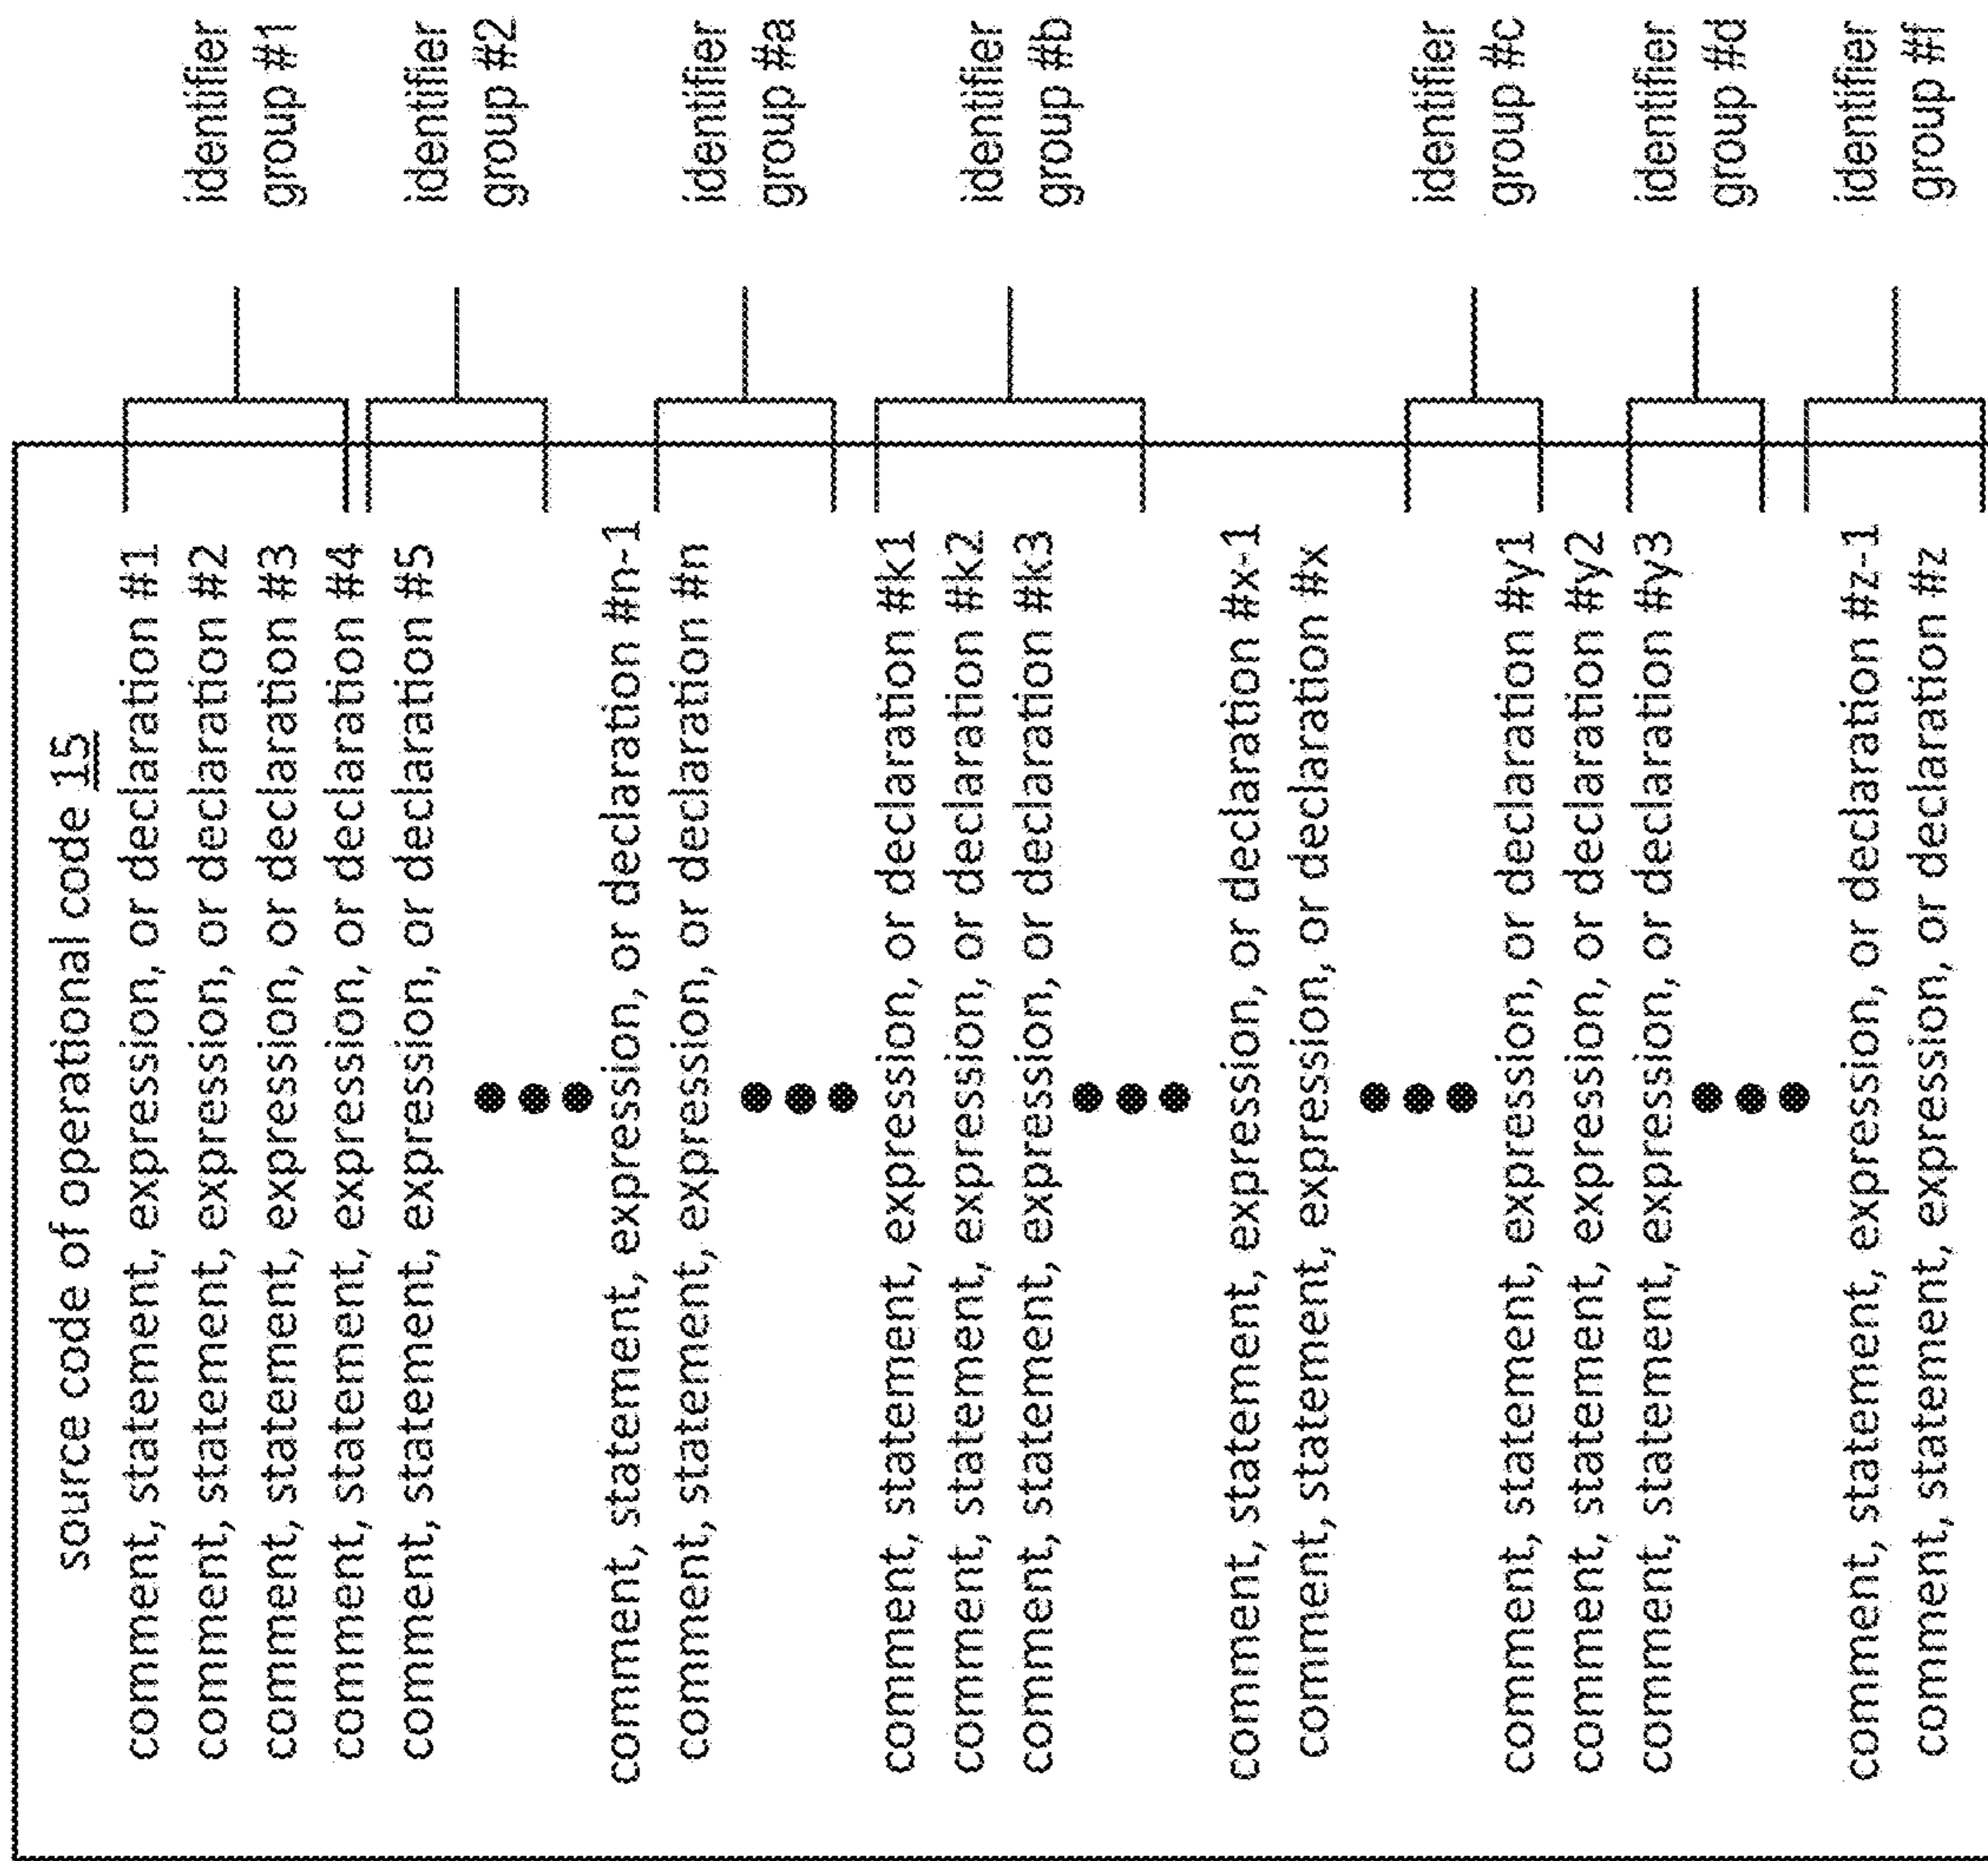 source code of operational code 15
comment, statement, expression, or declaration #1
comment, statement, expression, or declaration #2
comment, statement, expression, or declaration #3
comment, statement, expression, or declaration #4
comment, statement, expression, or declaration #5
comment, statement, expression, or declaration #n-1
comment, statement, expression, or declaration #n
comment, statement, expression, or declaration #k1
comment, statement, expression, or declaration #k2
comment, statement, expression, or declaration #k3
comment, statement, expression, or declaration #x-1
comment, statement, expression, or declaration #x
comment, statement, expression, or declaration #y1
comment, statement, expression, or declaration #y2
comment, statement, expression, or declaration #y3
comment, statement, expression, or declaration #z-1
comment, statement, expression, or declaration #z
identifier
group #1
identifier
group #2
identifier
group #a
identifier
group #b
identifier
group #c
identifier
group #d
identifier
group #f